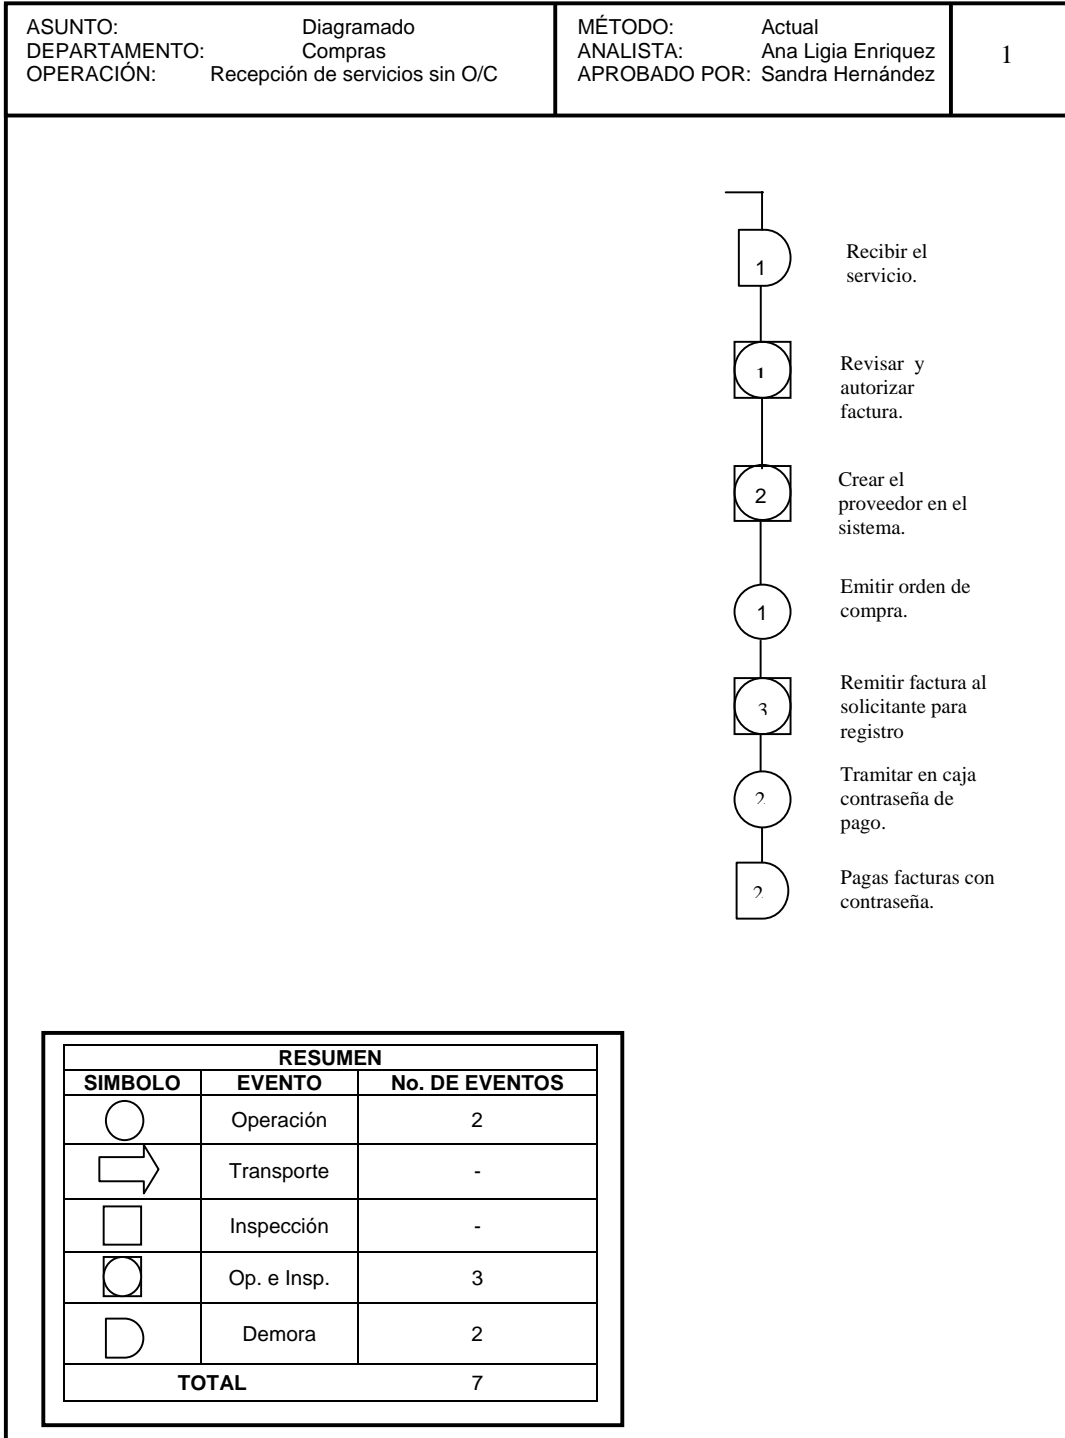 ASUNTO: Diagramado
DEPARTAMENTO: Compras
OPERACIÓN: Recepción de servicios sin O/C
MÉTODO: Actual
ANALISTA: Ana Ligia Enriquez
APROBADO POR: Sandra Hernández
1
1
Recibir el
servicio.
1
Revisar y
autorizar
factura.
2
Crear el
proveedor en el
sistema.
1
Emitir orden de
compra.
3
Remitir factura al
solicitante para
registro
2
Tramitar en caja
contraseña de
pago.
2
Pagas facturas con
contraseña.
RESUMEN
SIMBOLO EVENTO No. DE EVENTOS
Operación 2
Transporte -
Inspección -
Op. e Insp. 3
Demora 2
TOTAL 7